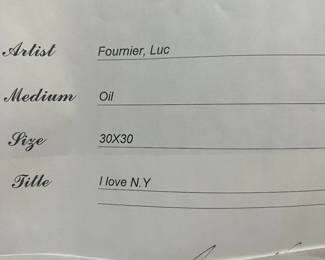 Artist Fournier, Luc
Medium Oil
Size 30X30
Title I love N.Y